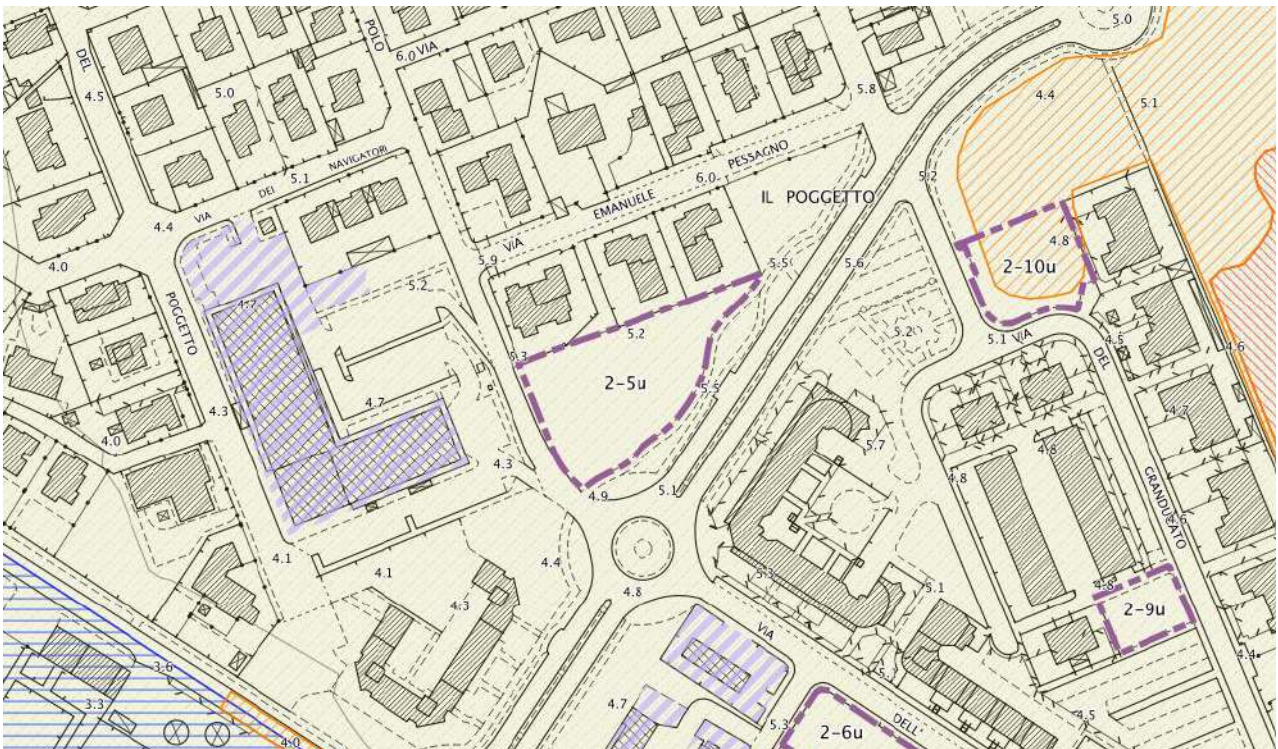 5.0
DEL
POLO
6.0 VIA
4.5
5.0
5.8
4.4
5.1
NAVIGATORI
DEI
VIA
5.1
PESSAGNO
6.0
EMANUELE
VIA
IL POGGETTO
5.2
4.4
4.0
5.9
5.5
5.6
4.8
2-10u
POGGETTO
4.7
5.2
5.2
5.2
5.1
VIA
DEL
4.5
4.6
5.3
2-5u
5.5
4.7
4.3
4.7
4.0
5.7
4.8
4.3
4.8
GRANDUCATO
4.6
4.9
5.1
4.1
4.1
4.4
4.3
4.8
5.3
5.1
4.8
2-9u
VIA
3.6
3.3
4.0
4.7
5.3
5.1
DELL'
4.5
4.4
2-6u